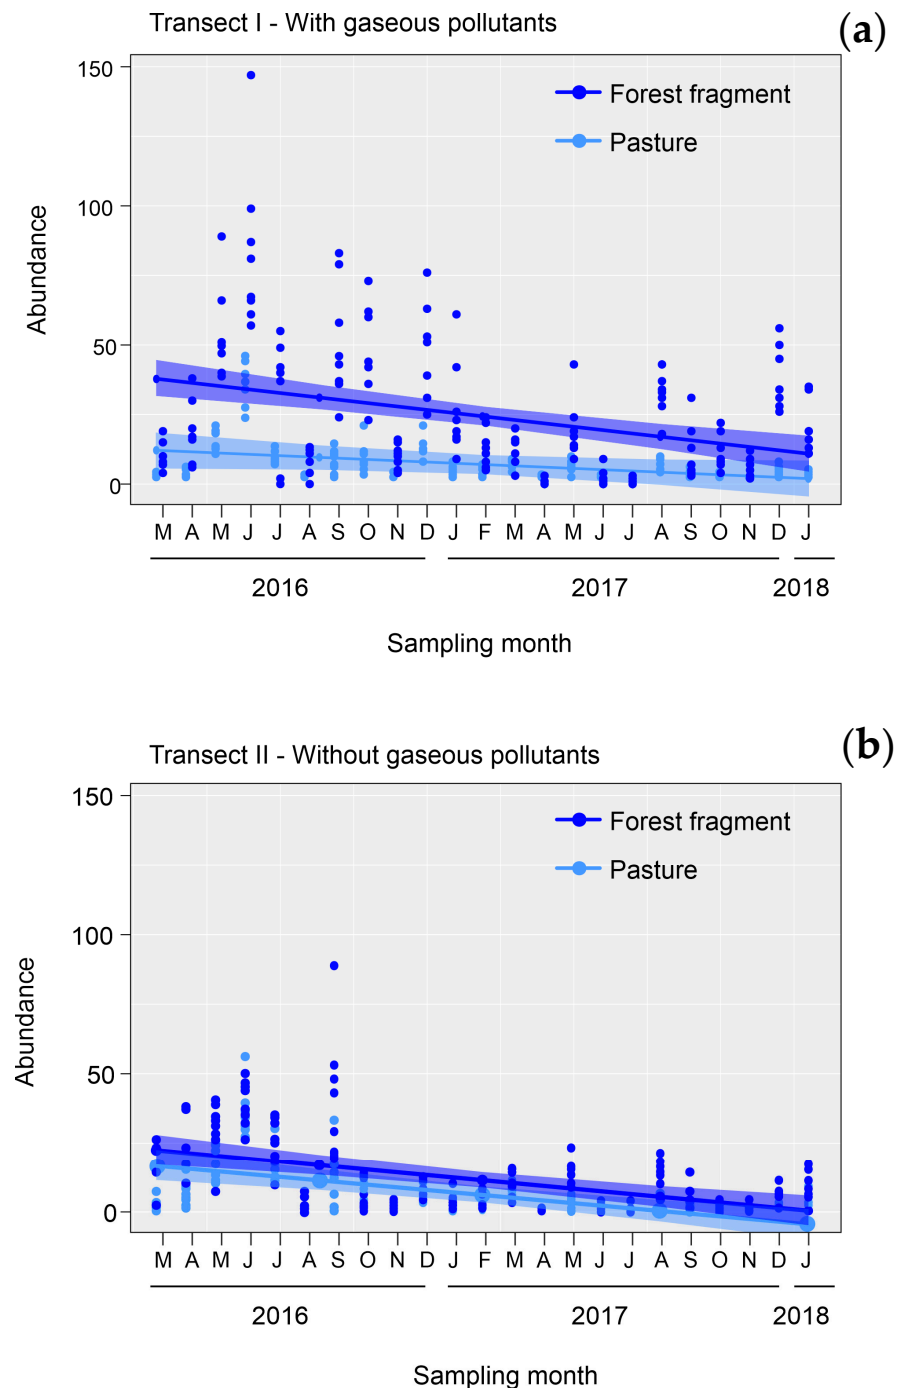 Transect I - With gaseous pollutants
(a)
150
Forest fragment
Pasture
100
Abundance
50
0
M A M J J A S O N D J F M A M J J A S O N D J
2016 2017 2018
Sampling month
Transect II - Without gaseous pollutants
(b)
150
Forest fragment
Pasture
100
Abundance
50
0
M A M J J A S O N D J F M A M J J A S O N D J
2016 2017 2018
Sampling month